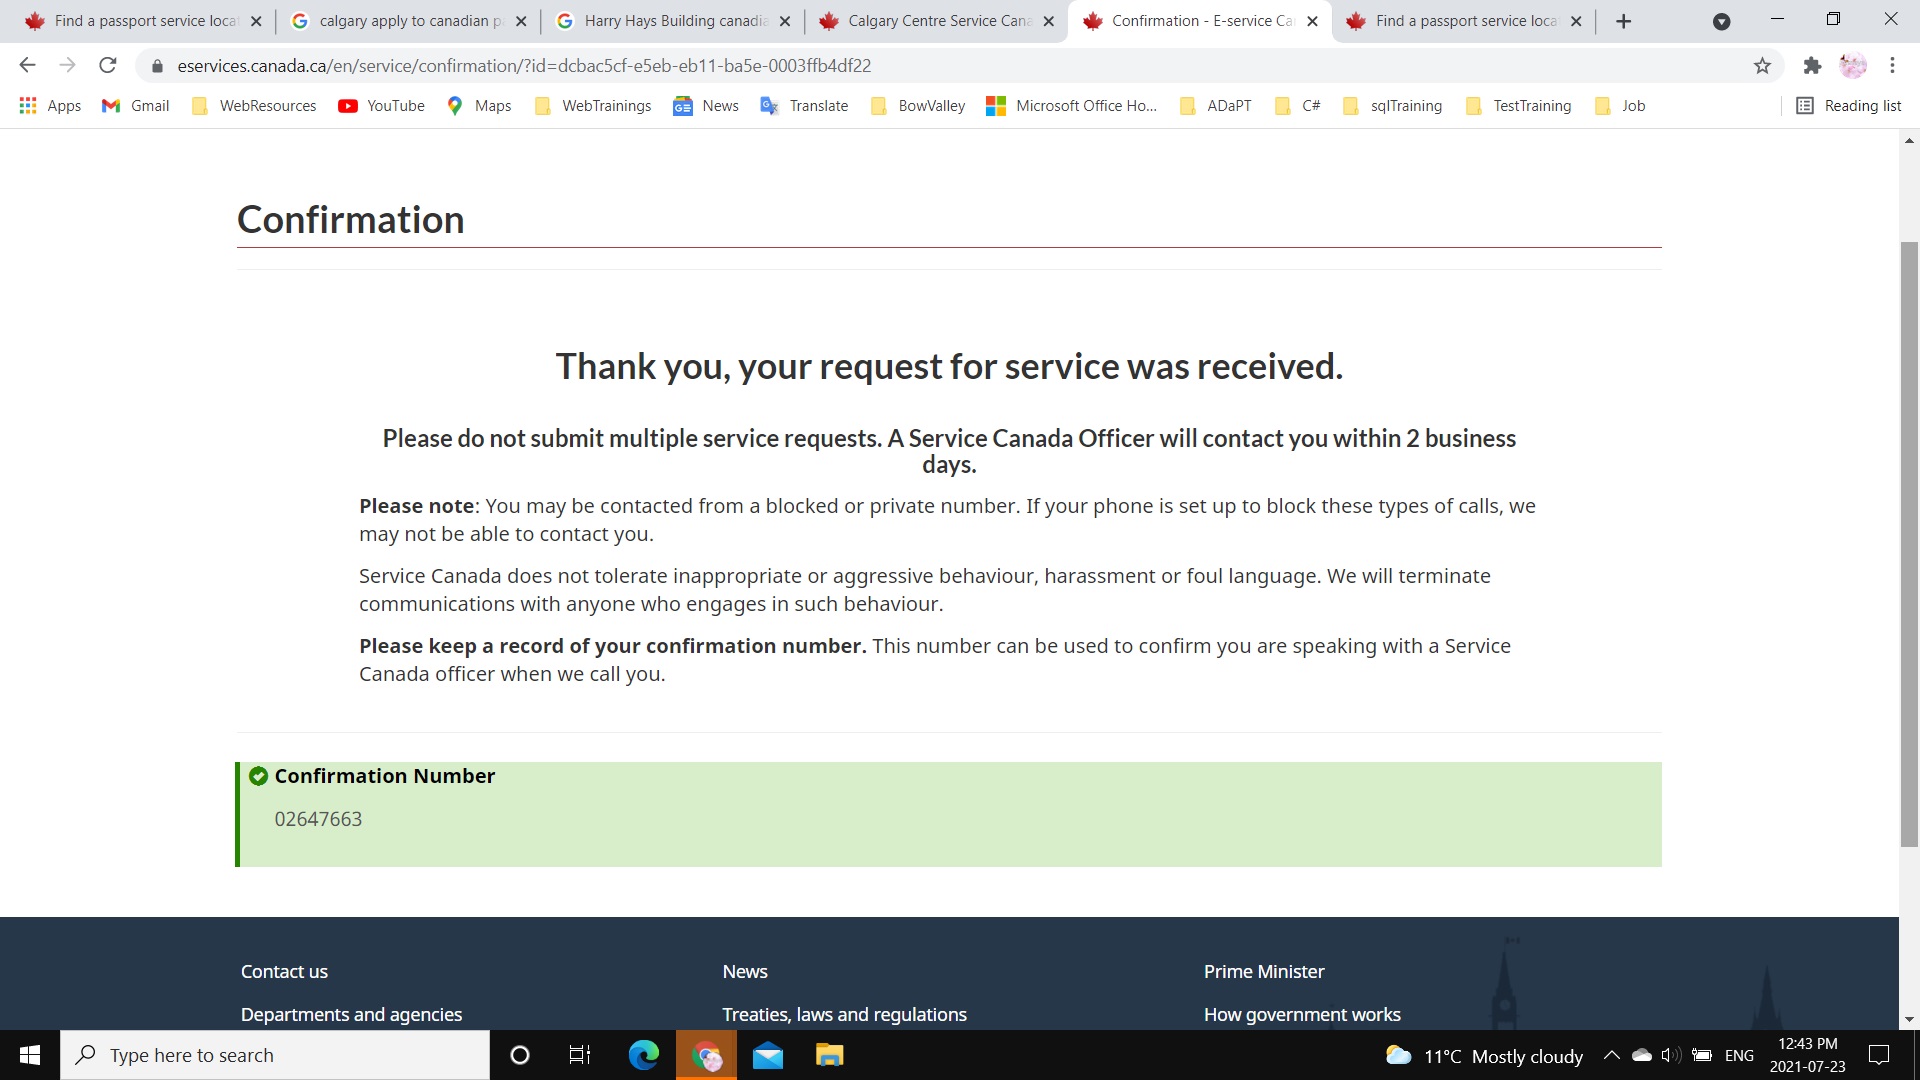 Find a passport service loca
calgary apply to canadian p
Harry Hays Building canadia
Calgary Centre Service Cana
Confirmation - E-service Ca
Find a passport service loca
eservices.canada.ca/en/service/confirmation/?id=dcbac5cf-e5eb-eb11-ba5e-0003ffb4df22
Apps Gmail WebResources YouTube Maps WebTrainings News Translate BowValley Microsoft Office Ho... ADaPT C# sqlTraining TestTraining Job Reading list
Confirmation
Thank you, your request for service was received.
Please do not submit multiple service requests. A Service Canada Officer will contact you within 2 business
days.
Please note: You may be contacted from a blocked or private number. If your phone is set up to block these types of calls, we
may not be able to contact you.
Service Canada does not tolerate inappropriate or aggressive behaviour, harassment or foul language. We will terminate
communications with anyone who engages in such behaviour.
Please keep a record of your confirmation number. This number can be used to confirm you are speaking with a Service
Canada officer when we call you.
Confirmation Number
02647663
Contact us News Prime Minister
Departments and agencies Treaties, laws and regulations How government works
Type here to search
11°C Mostly cloudy
ENG
12:43 PM
2021-07-23